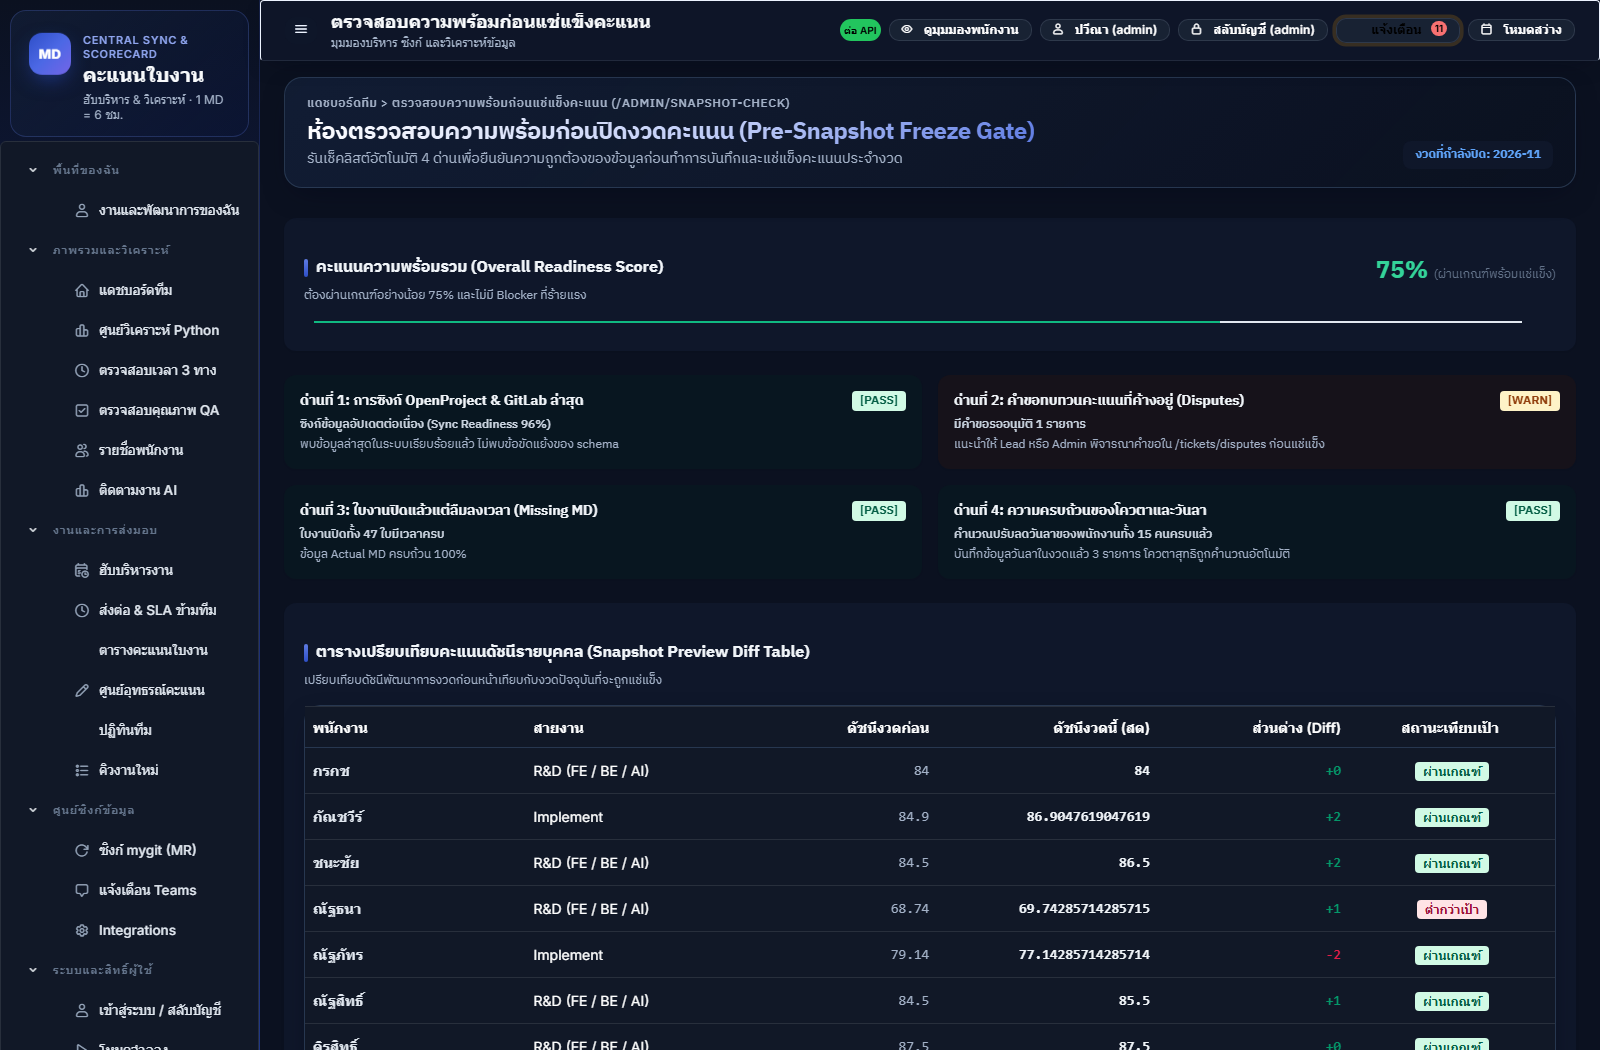 MD
CENTRAL SYNC &
SCORECARD
คะแนนใบงาน
ฮับบริหาร & วิเคราะห์ · 1 MD
= 6 ชม.
พื้นที่ของฉัน
งานและพัฒนาการของฉัน
ภาพรวมและวิเคราะห์
แดชบอร์ดทีม
ศูนย์วิเคราะห์ Python
ตรวจสอบเวลา 3 ทาง
ตรวจสอบคุณภาพ QA
รายชื่อพนักงาน
ติดตามงาน AI
งานและการส่งมอบ
ฮับบริหารงาน
ส่งต่อ & SLA ข้ามทีม
ตารางคะแนนใบงาน
ศูนย์อุทธรณ์คะแนน
ปฏิทินทีม
คิวงานใหม่
ศูนย์ซิงก์ข้อมูล
ซิงก์ mygit (MR)
แจ้งเตือน Teams
Integrations
ระบบและสิทธิ์ผู้ใช้
เข้าสู่ระบบ / สลับบัญชี
โหมดสาลอง
ตรวจสอบความพร้อมก่อนแช่แข็งคะแนน
มุมมองบริหาร ซิงก์ และวิเคราะห์ข้อมูล
ต่อ API
ดูมุมมองพนักงาน
ปวีณา (admin)
สลับบัญชี (admin)
แจ้งเตือน 11
โหมดสว่าง
แดชบอร์ดทีม > ตรวจสอบความพร้อมก่อนแช่แข็งคะแนน (/ADMIN/SNAPSHOT-CHECK)
ห้องตรวจสอบความพร้อมก่อนปิดงวดคะแนน (Pre-Snapshot Freeze Gate)
รันเช็คลิสต์อัตโนมัติ 4 ด่านเพื่อยืนยันความถูกต้องของข้อมูลก่อนทำการบันทึกและแช่แข็งคะแนนประจำงวด
งวดที่กำลังปิด: 2026-11
คะแนนความพร้อมรวม (Overall Readiness Score)
ต้องผ่านเกณฑ์อย่างน้อย 75% และไม่มี Blocker ที่ร้ายแรง
75% (ผ่านเกณฑ์พร้อมแช่แข็ง)
ด่านที่ 1: การซิงก์ OpenProject & GitLab ล่าสุด
[PASS]
ซิงก์ข้อมูลอัปเดตต่อเนื่อง (Sync Readiness 96%)
พบข้อมูลล่าสุดในระบบเรียบร้อยแล้ว ไม่พบข้อขัดแย้งของ schema
ด่านที่ 2: คำขอทบทวนคะแนนที่ค้างอยู่ (Disputes)
[WARN]
มีคำขอรออนุมัติ 1 รายการ
แนะนำให้ Lead หรือ Admin พิจารณาคำขอใน /tickets/disputes ก่อนแช่แข็ง
ด่านที่ 3: ใบงานปิดแล้วแต่ลืมลงเวลา (Missing MD)
[PASS]
ใบงานปิดทั้ง 47 ใบมีเวลาครบ
ข้อมูล Actual MD ครบถ้วน 100%
ด่านที่ 4: ความครบถ้วนของโควตาและวันลา
[PASS]
คำนวณปรับลดวันลาของพนักงานทั้ง 15 คนครบแล้ว
บันทึกข้อมูลวันลาในงวดแล้ว 3 รายการ โควตาสุทธิถูกคำนวณอัตโนมัติ
ตารางเปรียบเทียบคะแนนดัชนีรายบุคคล (Snapshot Preview Diff Table)
เปรียบเทียบดัชนีพัฒนาการงวดก่อนหน้าเทียบกับงวดปัจจุบันที่จะถูกแช่แข็ง
พนักงาน สายงาน ดัชนีงวดก่อน ดัชนีงวดนี้ (สด) ส่วนต่าง (Diff) สถานะเทียบเป้า
กรกช R&D (FE / BE / AI) 84 84 +0 ผ่านเกณฑ์
กัณชวีร์ Implement 84.9 86.9047619047619 +2 ผ่านเกณฑ์
ชนะชัย R&D (FE / BE / AI) 84.5 86.5 +2 ผ่านเกณฑ์
ณัฐธนา R&D (FE / BE / AI) 68.74 69.74285714285715 +1 ต่ำกว่าเป้า
ณัฐภัทร Implement 79.14 77.14285714285714 -2 ผ่านเกณฑ์
ณัฐสิทธิ์ R&D (FE / BE / AI) 84.5 85.5 +1 ผ่านเกณฑ์
ดิรสิทธิ์ R&D (FE / BE / AI) 87.5 87.5 +0 ผ่านเกณฑ์